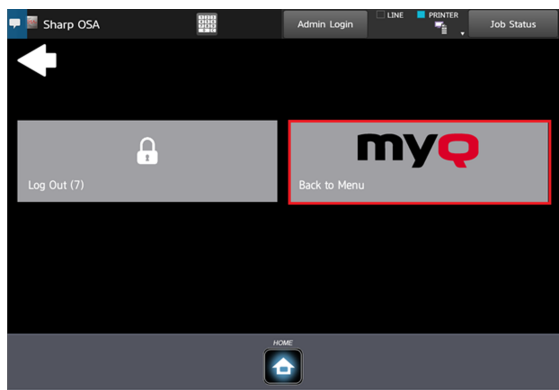 Sharp OSA
Admin Login
LINE
PRINTER
Job Status
myQ
Log Out (7)
Back to Menu
HOME